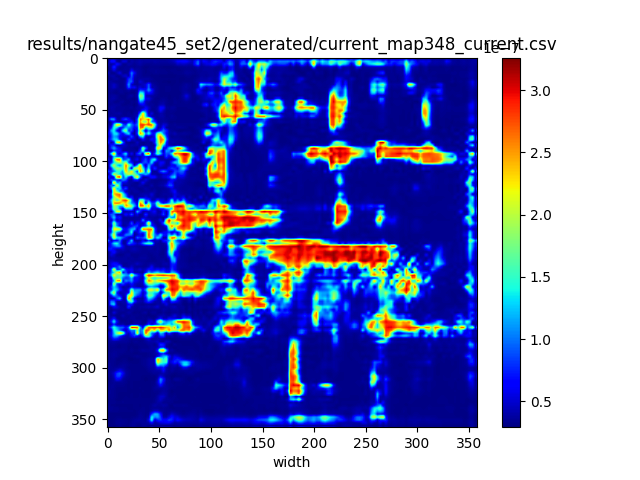 results/nangate45_set2/generated/current_map348_current.csv
1e−7
0
50
100
150
200
250
300
350
height
0 50 100 150 200 250 300 350
width
3.0
2.5
2.0
1.5
1.0
0.5